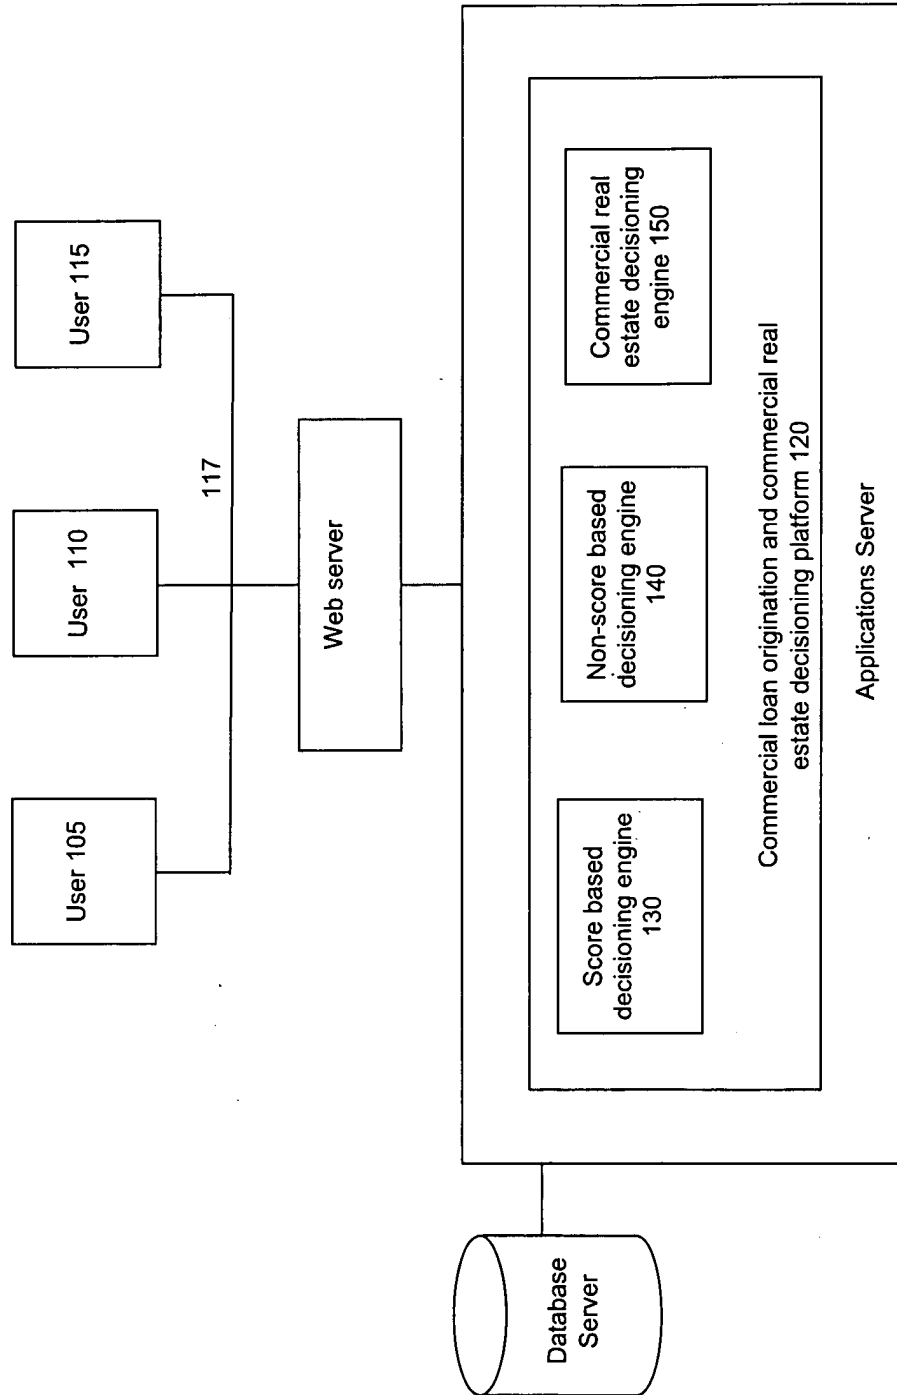 User 105
User 110
User 115
117
Web server
Score based
decisioning engine
130
Non-score based
decisioning engine
140
Commercial real
estate decisioning
engine 150
Commercial loan origination and commercial real
estate decisioning platform 120
Applications Server
Database
Server